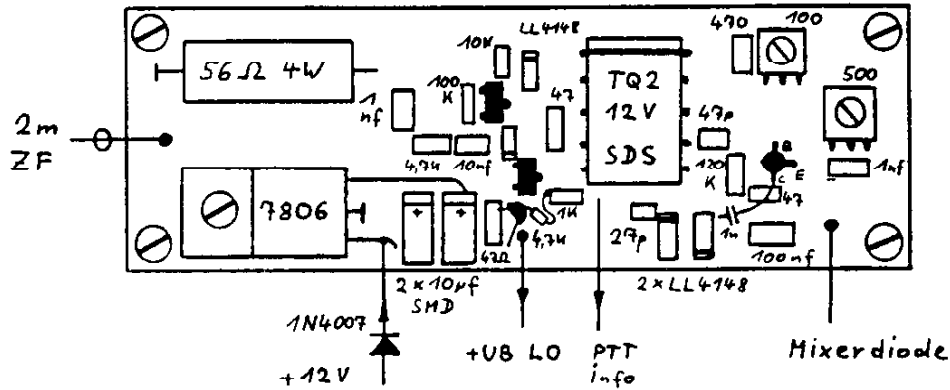 56Ω 4W
1
nf
100
K
10K
LL4148
47
4,7K
10nf
TQ2
12V
SDS
470
100
500
47p
120
K
B
C
E
47
1nf
2m
ZF
7806
2x10µf
SMD
47Ω
4,7K
1K
27p
1n
100nf
2xLL4148
1N4007
+12V
+UB LO
PTT
info
Mixerdiode